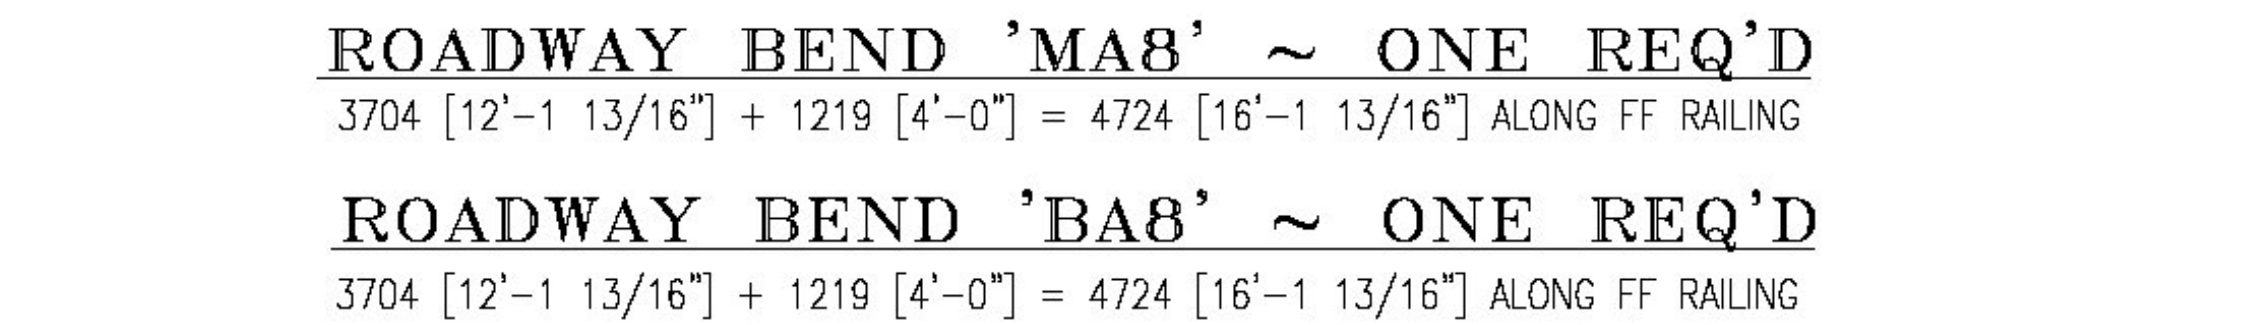 ROADWAY BEND 'MA8' ~ ONE REQ'D
3704 [12'-1 13/16"] + 1219 [4'-0"] = 4724 [16'-1 13/16"] ALONG FF RAILING
ROADWAY BEND 'BA8' ~ ONE REQ'D
3704 [12'-1 13/16"] + 1219 [4'-0"] = 4724 [16'-1 13/16"] ALONG FF RAILING